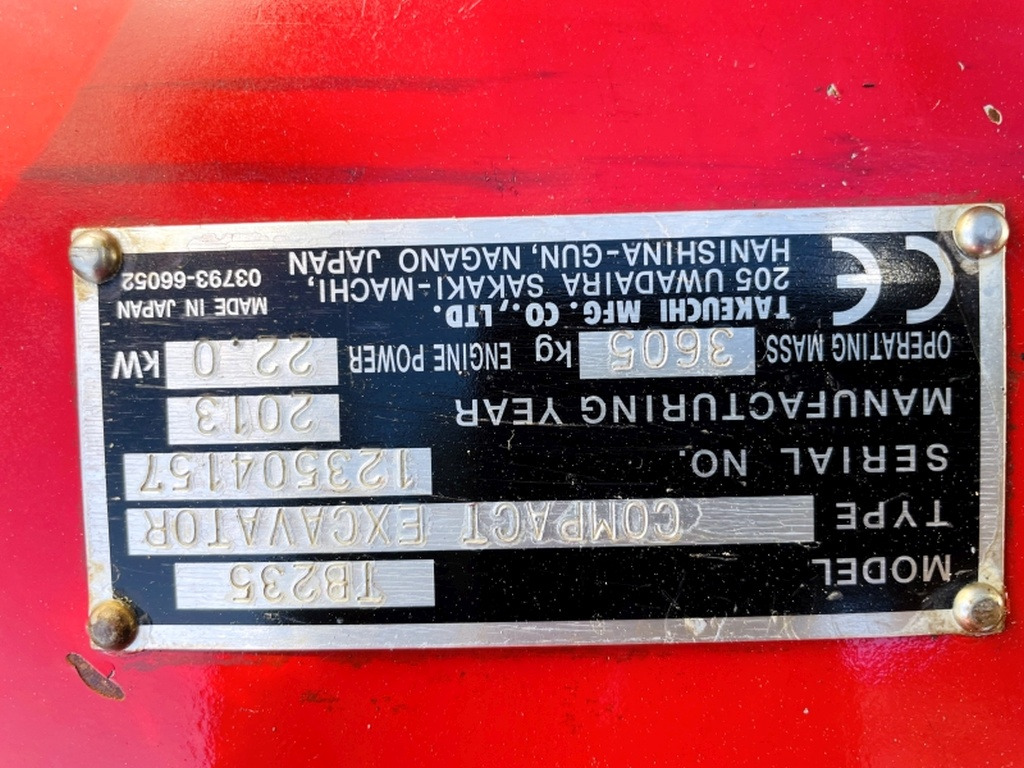 MODEL TB235
TYPE COMPACT EXCAVATOR
SERIAL NO. 123504157
MANUFACTURING YEAR 2013
OPERATING MASS 3605 kg ENGINE POWER 22.0 kW
CE
TAKEUCHI MFG. CO.,LTD.
205 UWADAIRA SAKAKI-MACHI,
HANISHINA-GUN, NAGANO JAPAN
MADE IN JAPAN
03793-66052